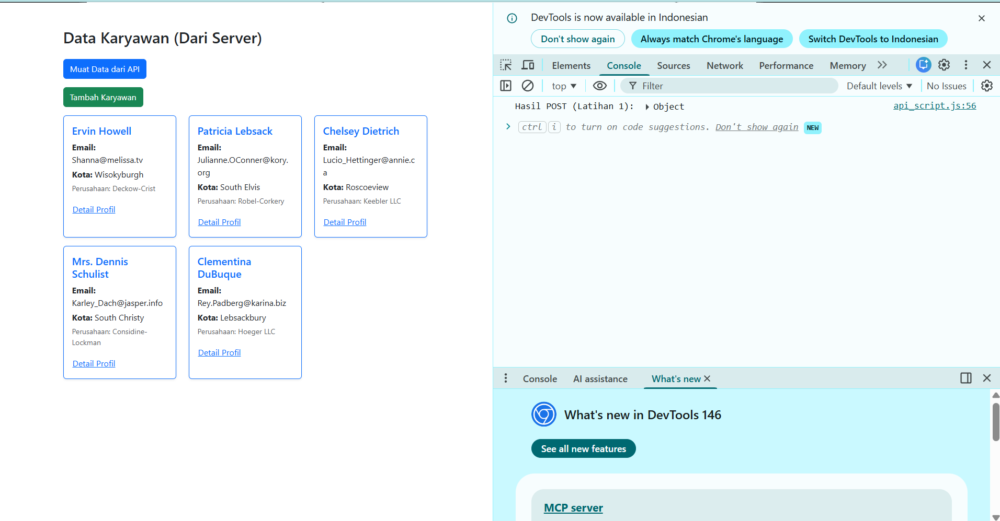 Data Karyawan (Dari Server)
Muat Data dari API
Tambah Karyawan
Ervin Howell
Email:
Shanna@melissa.tv
Kota: Wisokyburgh
Perusahaan: Deckow-Crist
Detail Profil
Patricia Lebsack
Email:
Julianne.OConner@kory.
org
Kota: South Elvis
Perusahaan: Robel-Corkery
Detail Profil
Chelsey Dietrich
Email:
Lucio_Hettinger@annie.c
a
Kota: Roscoeview
Perusahaan: Keebler LLC
Detail Profil
Mrs. Dennis
Schulist
Email:
Karley_Dach@jasper.info
Kota: South Christy
Perusahaan: Considine-
Lockman
Detail Profil
Clementina
DuBuque
Email:
Rey.Padberg@karina.biz
Kota: Lebsackbury
Perusahaan: Hoeger LLC
Detail Profil
DevTools is now available in Indonesian
Don't show again Always match Chrome's language Switch DevTools to Indonesian
Elements Console Sources Network Performance Memory
top Filter Default levels No Issues
Hasil POST (Latihan 1): Object api_script.js:56
ctrl i to turn on code suggestions. Don't show again NEW
Console AI assistance What's new
What's new in DevTools 146
See all new features
MCP server